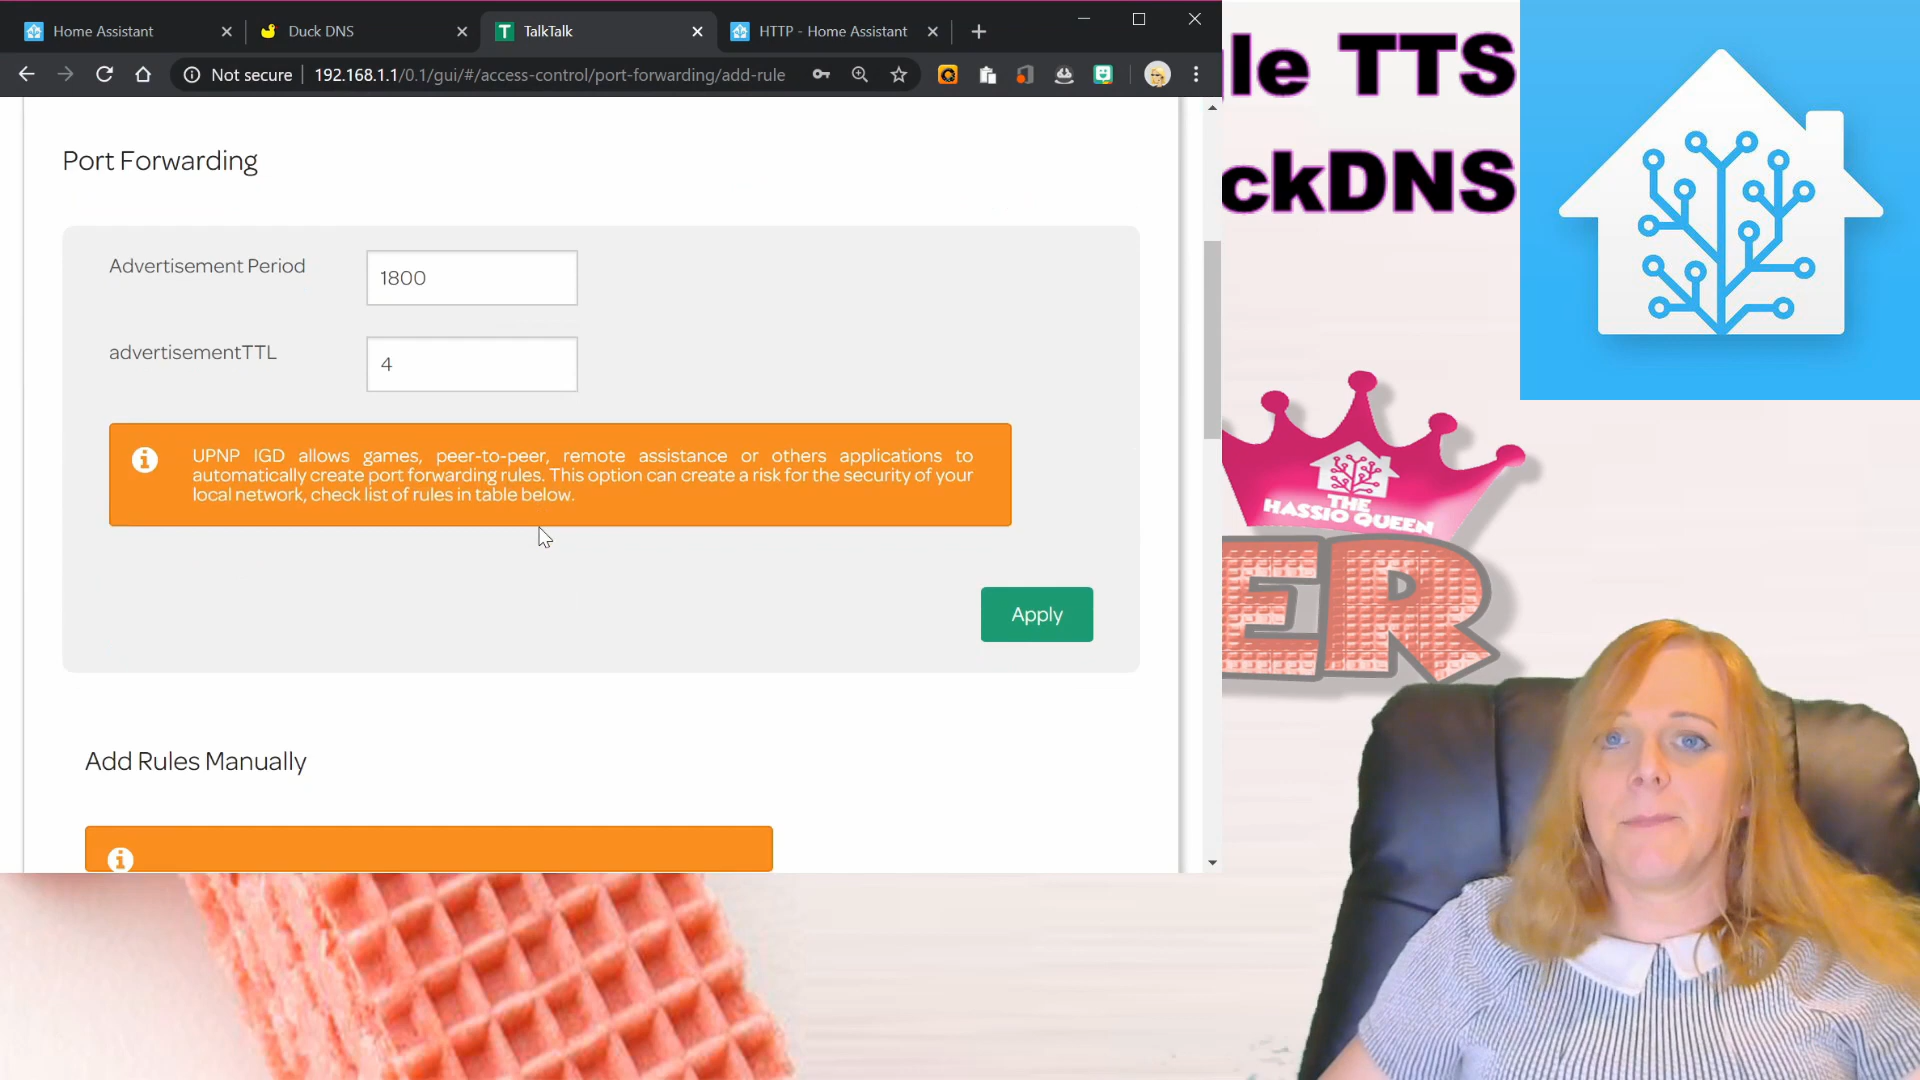 Home Assistant
Duck DNS
T TalkTalk
HTTP - Home Assistant
Not secure 192.168.1.1/0.1/gui/#/access-control/port-forwarding/add-rule
le TTS
ckDNS
Port Forwarding
Advertisement Period 1800
advertisementTTL 4
UPNP IGD allows games, peer-to-peer, remote assistance or others applications to
automatically create port forwarding rules. This option can create a risk for the security of your
local network, check list of rules in table below.
Apply
Add Rules Manually
THE
HASSIO QUEEN
ER